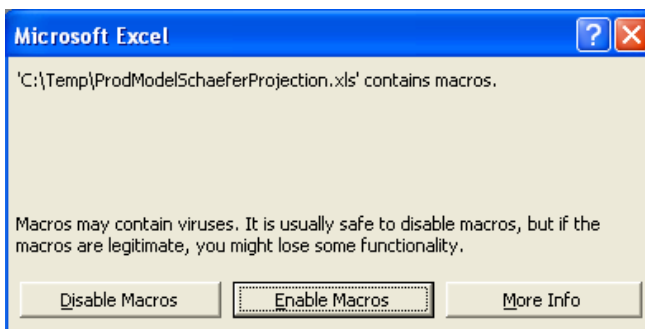 Microsoft Excel
'C:\Temp\ProdModelSchaeferProjection.xls' contains macros.
Macros may contain viruses. It is usually safe to disable macros, but if the
macros are legitimate, you might lose some functionality.
Disable Macros Enable Macros More Info